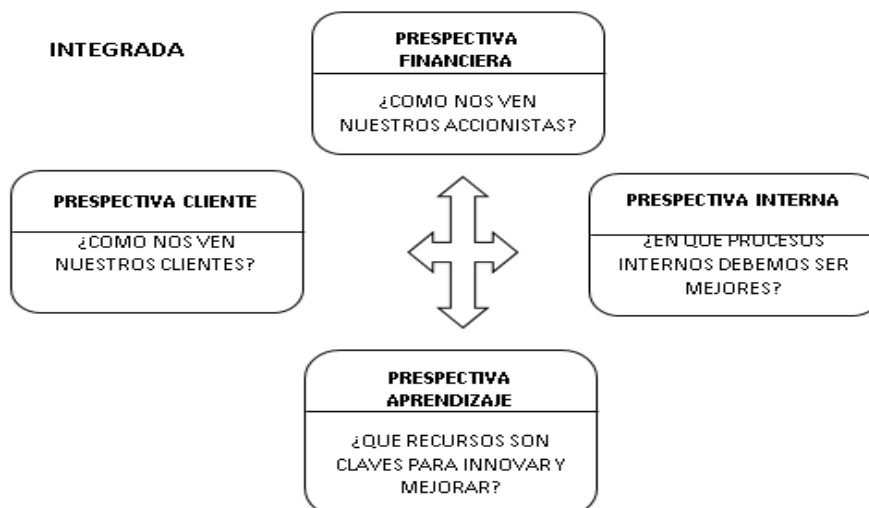 INTEGRADA
PRESPECTIVA
FINANCIERA
¿COMO NOS VEN
NUESTROS ACCIONISTAS?
PRESPECTIVA CLIENTE
¿COMO NOS VEN
NUESTROS CLIENTES?
PRESPECTIVA INTERNA
¿EN QUE PROCESOS
INTERNOS DEBEMOS SER
MEJORES?
PRESPECTIVA
APRENDIZAJE
¿QUE RECURSOS SON
CLAVES PARA INNOVAR Y
MEJORAR?